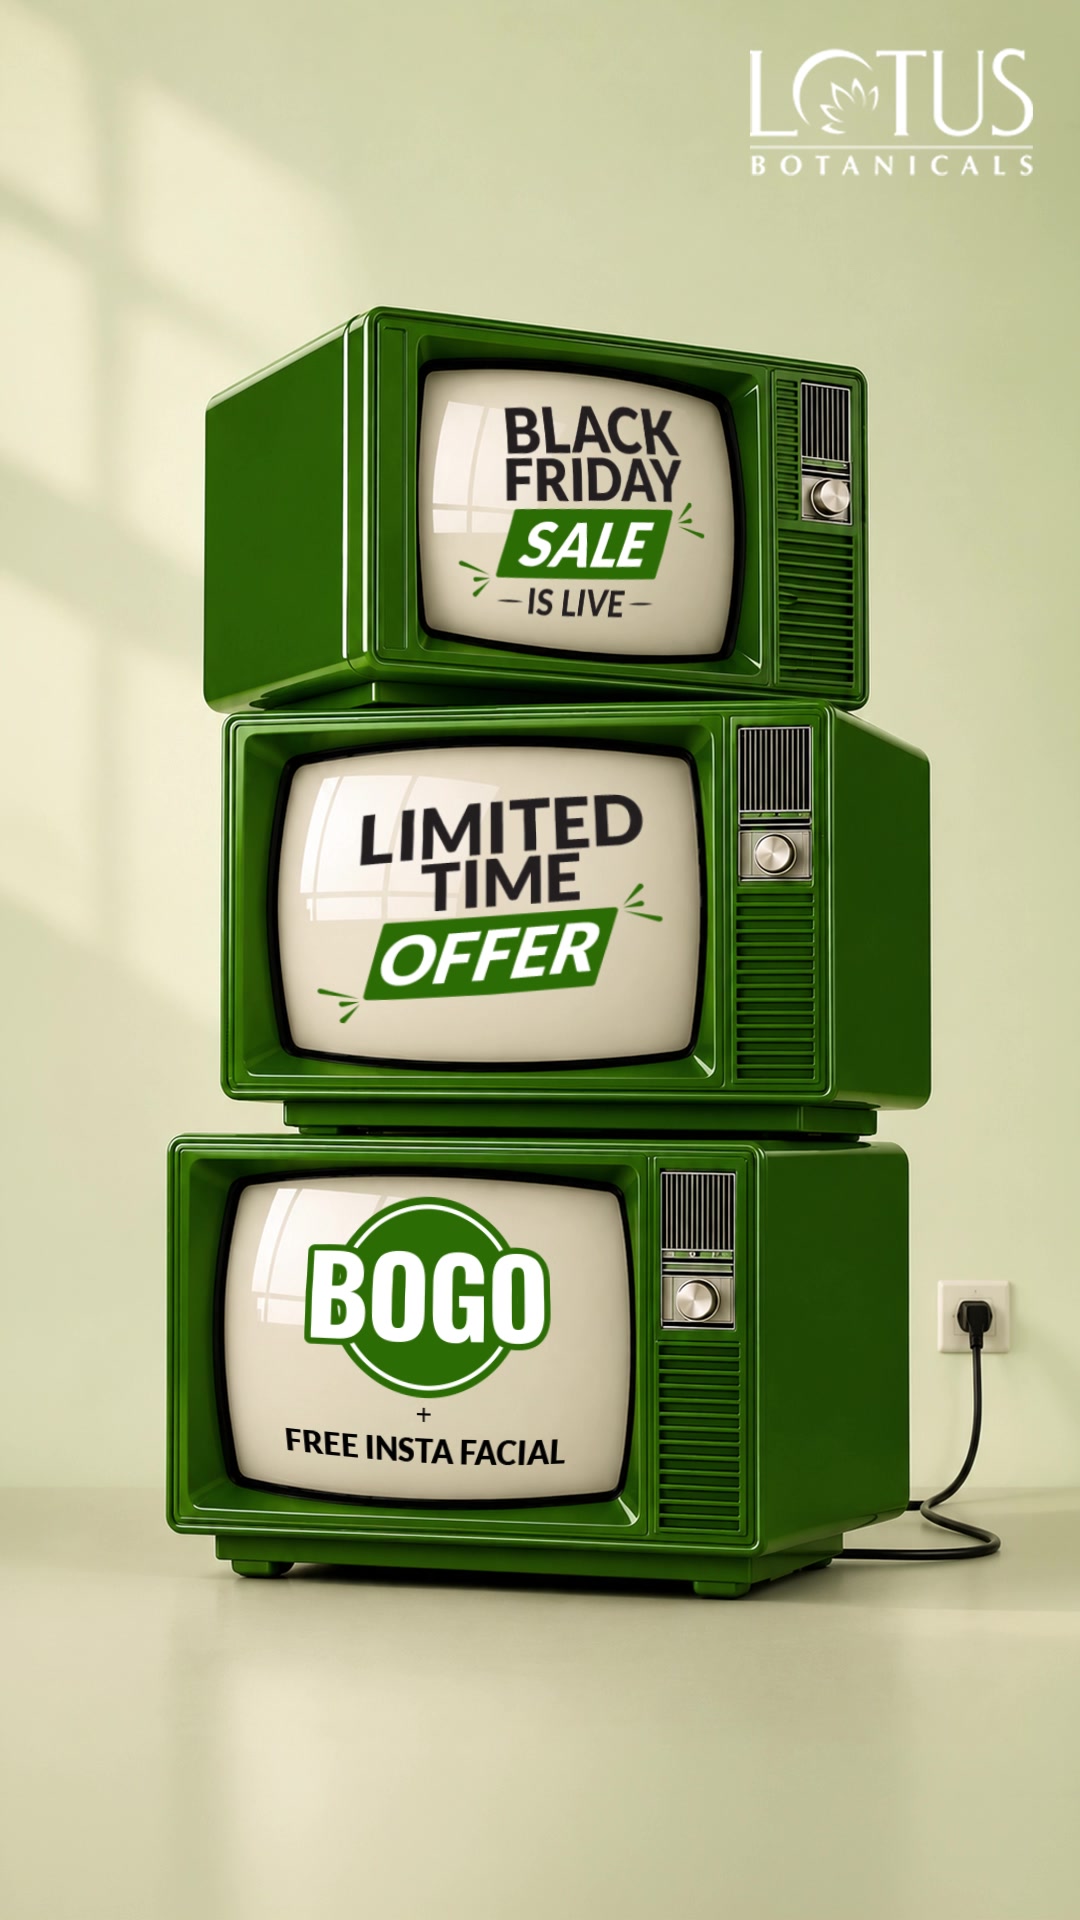 LOTUS
BOTANICALS
BLACK
FRIDAY
SALE
IS LIVE
LIMITED
TIME
OFFER
BOGO
+
FREE INSTA FACIAL